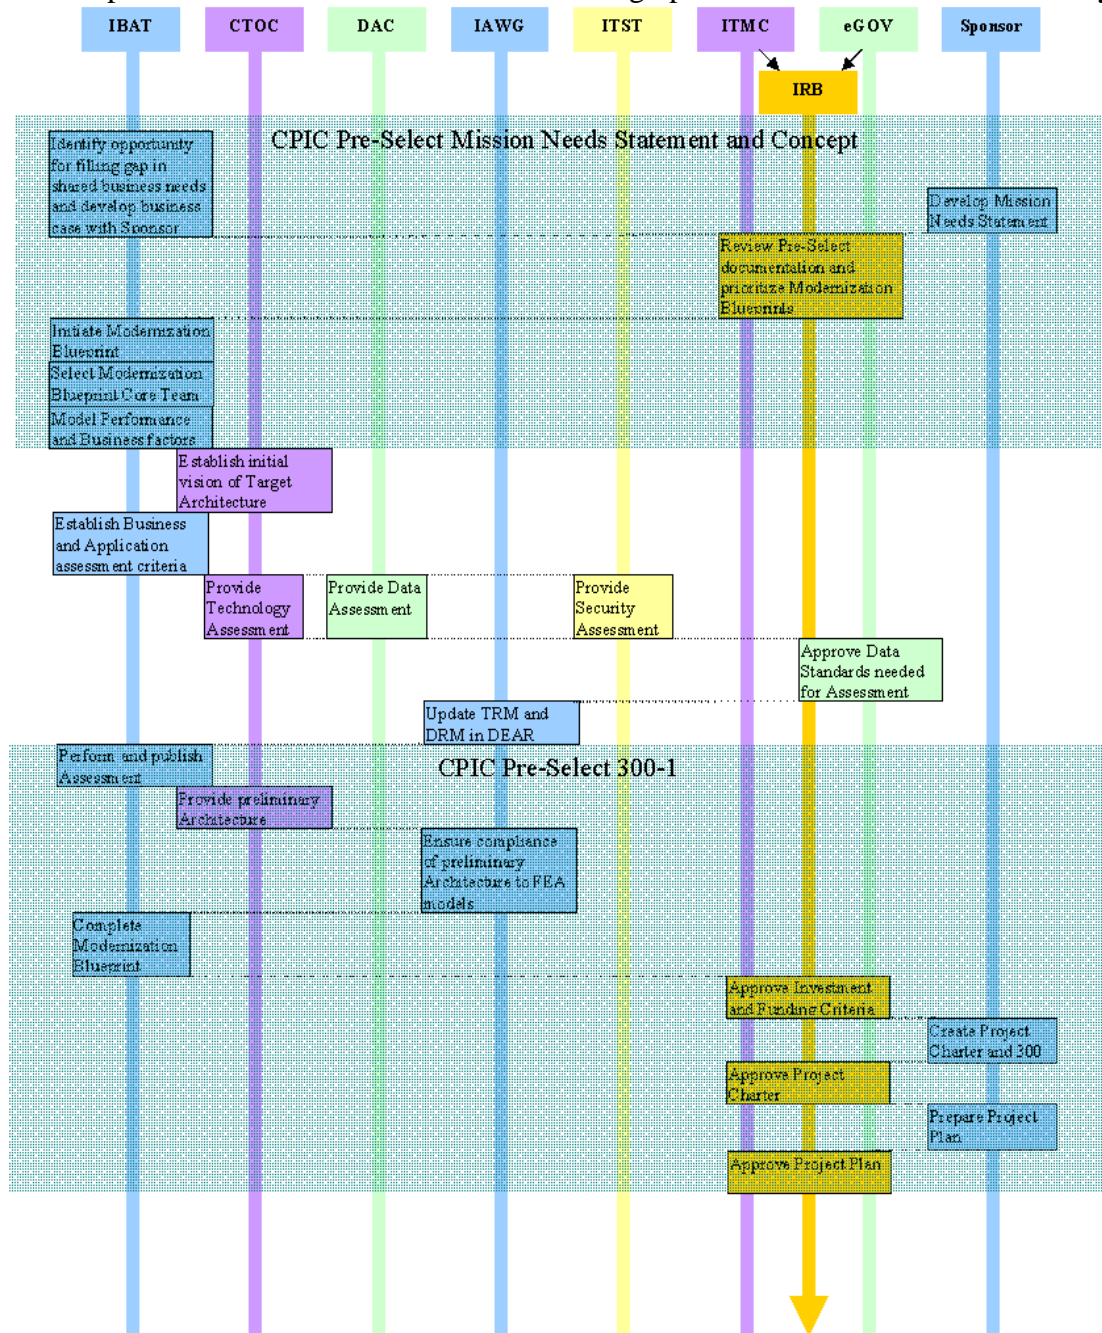 IBAT CTOC DAC IAWG ITST ITMC eGOV Sponsor
IRB
CPIC Pre-Select Mission Needs Statement and Concept
Identify opportunity
for filling gap in
shared business needs
and develop business
case with Sponsor
Develop Mission
Needs Statement
Review Pre-Select
documentation and
prioritize Modernization
Blueprints
Initiate Modernization
Blueprint
Select Modernization
Blueprint Core Team
Model Performance
and Business factors
Establish initial
vision of Target
Architecture
Establish Business
and Application
assessment criteria
Provide
Technology
Assessment
Provide Data
Assessment
Provide
Security
Assessment
Approve Data
Standards needed
for Assessment
Update TRM and
DRM in DEAR
Perform and publish
Assessment
CPIC Pre-Select 300-1
Provide preliminary
Architecture
Ensure compliance
of preliminary
Architecture to FEA
models
Complete
Modernization
Blueprint
Approve Investment
and Funding Criteria
Create Project
Charter and 300
Approve Project
Charter
Prepare Project
Plan
Approve Project Plan